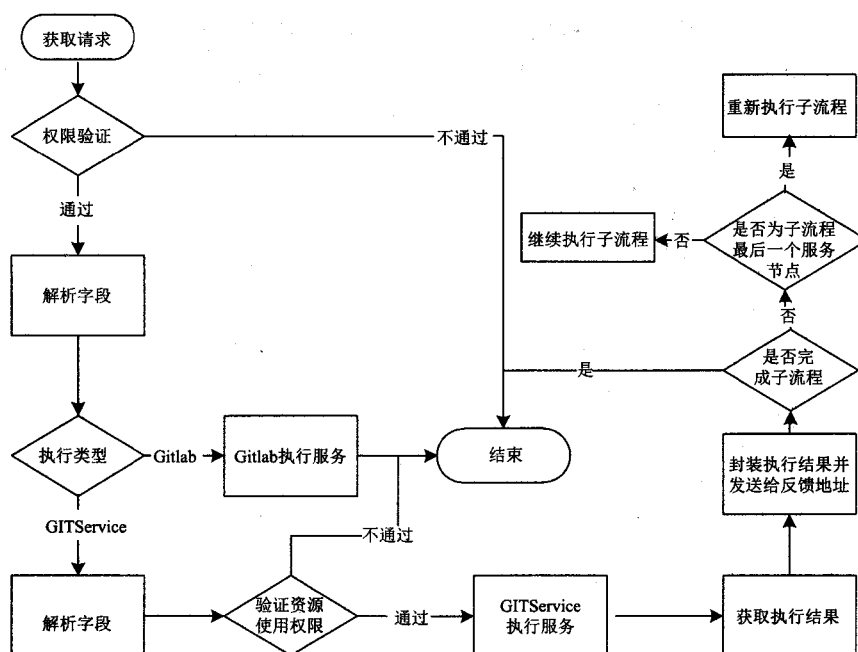 获取请求
权限验证
不通过
通过
解析字段
执行类型
Gitlab
Gitlab执行服务
结束
GITService
不通过
解析字段
验证资源
使用权限
通过
GITService
执行服务
获取执行结果
封装执行结果并
发送给反馈地址
是否完
成子流程
是
否
是否为子流程
最后一个服务
节点
否
继续执行子流程
是
重新执行子流程